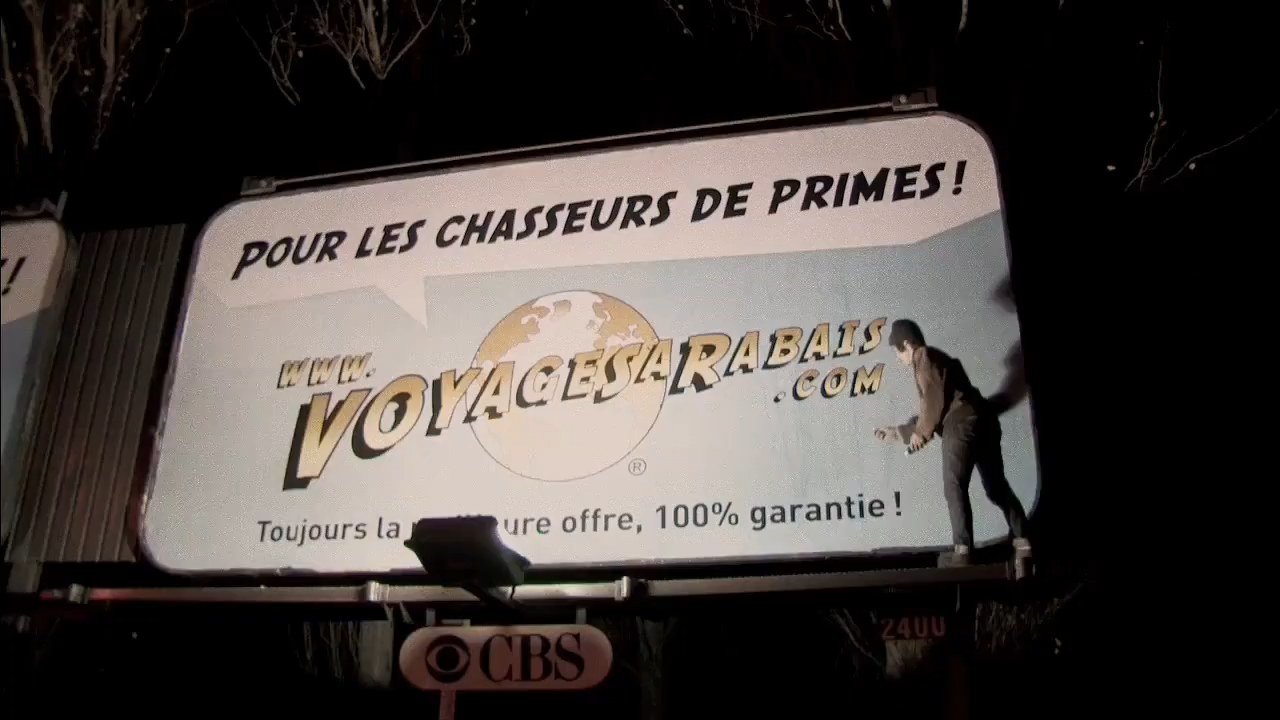 POUR LES CHASSEURS DE PRIMES!
WWW.
VOYAGESARABAIS
.COM
®
Toujours la ure offre, 100% garantie!
!
CBS
2400